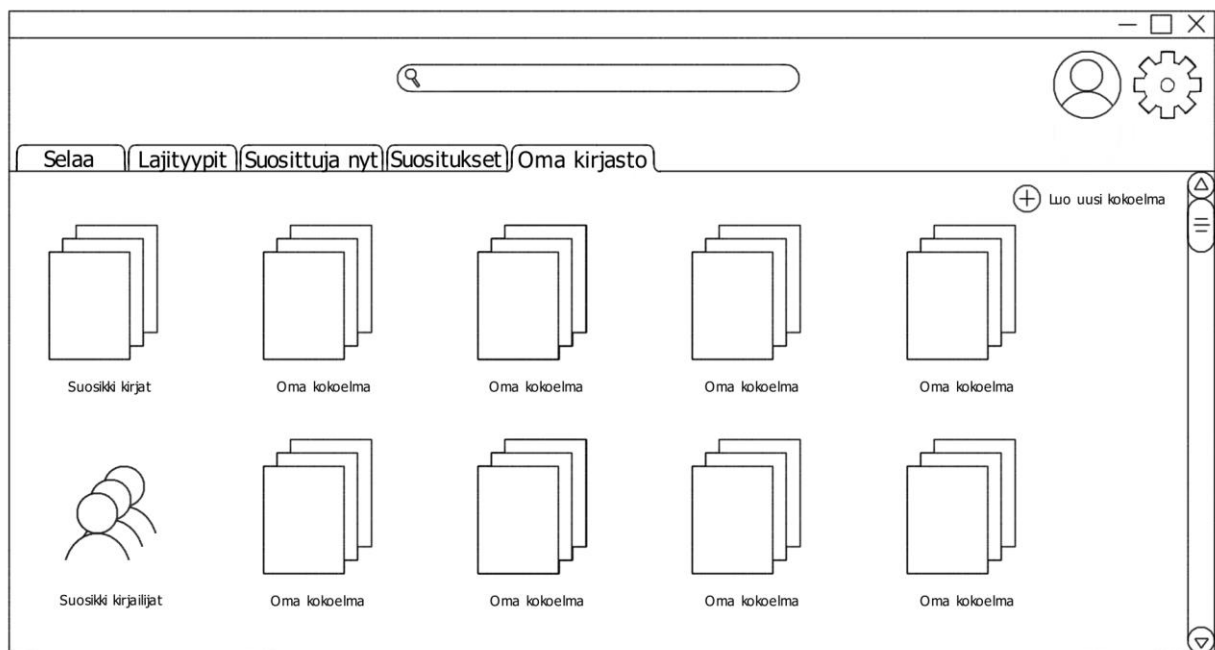 Selaa Lajityypit Suosittuja nyt Suositukset Oma kirjasto
Luo uusi kokoelma
Suosikki kirjat Oma kokoelma Oma kokoelma Oma kokoelma Oma kokoelma
Suosikki kirjailijat Oma kokoelma Oma kokoelma Oma kokoelma Oma kokoelma